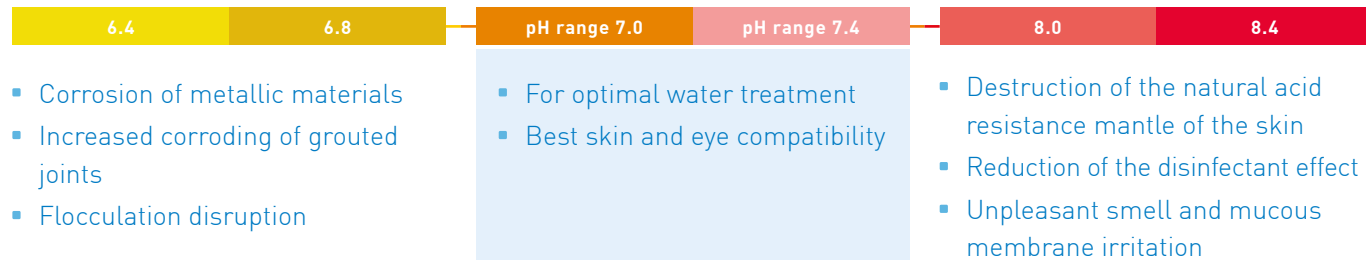 6.4 6.8 pH range 7.0 pH range 7.4 8.0 8.4
Corrosion of metallic materials
Increased corroding of grouted
joints
Flocculation disruption
For optimal water treatment
Best skin and eye compatibility
Destruction of the natural acid
resistance mantle of the skin
Reduction of the disinfectant effect
Unpleasant smell and mucous
membrane irritation